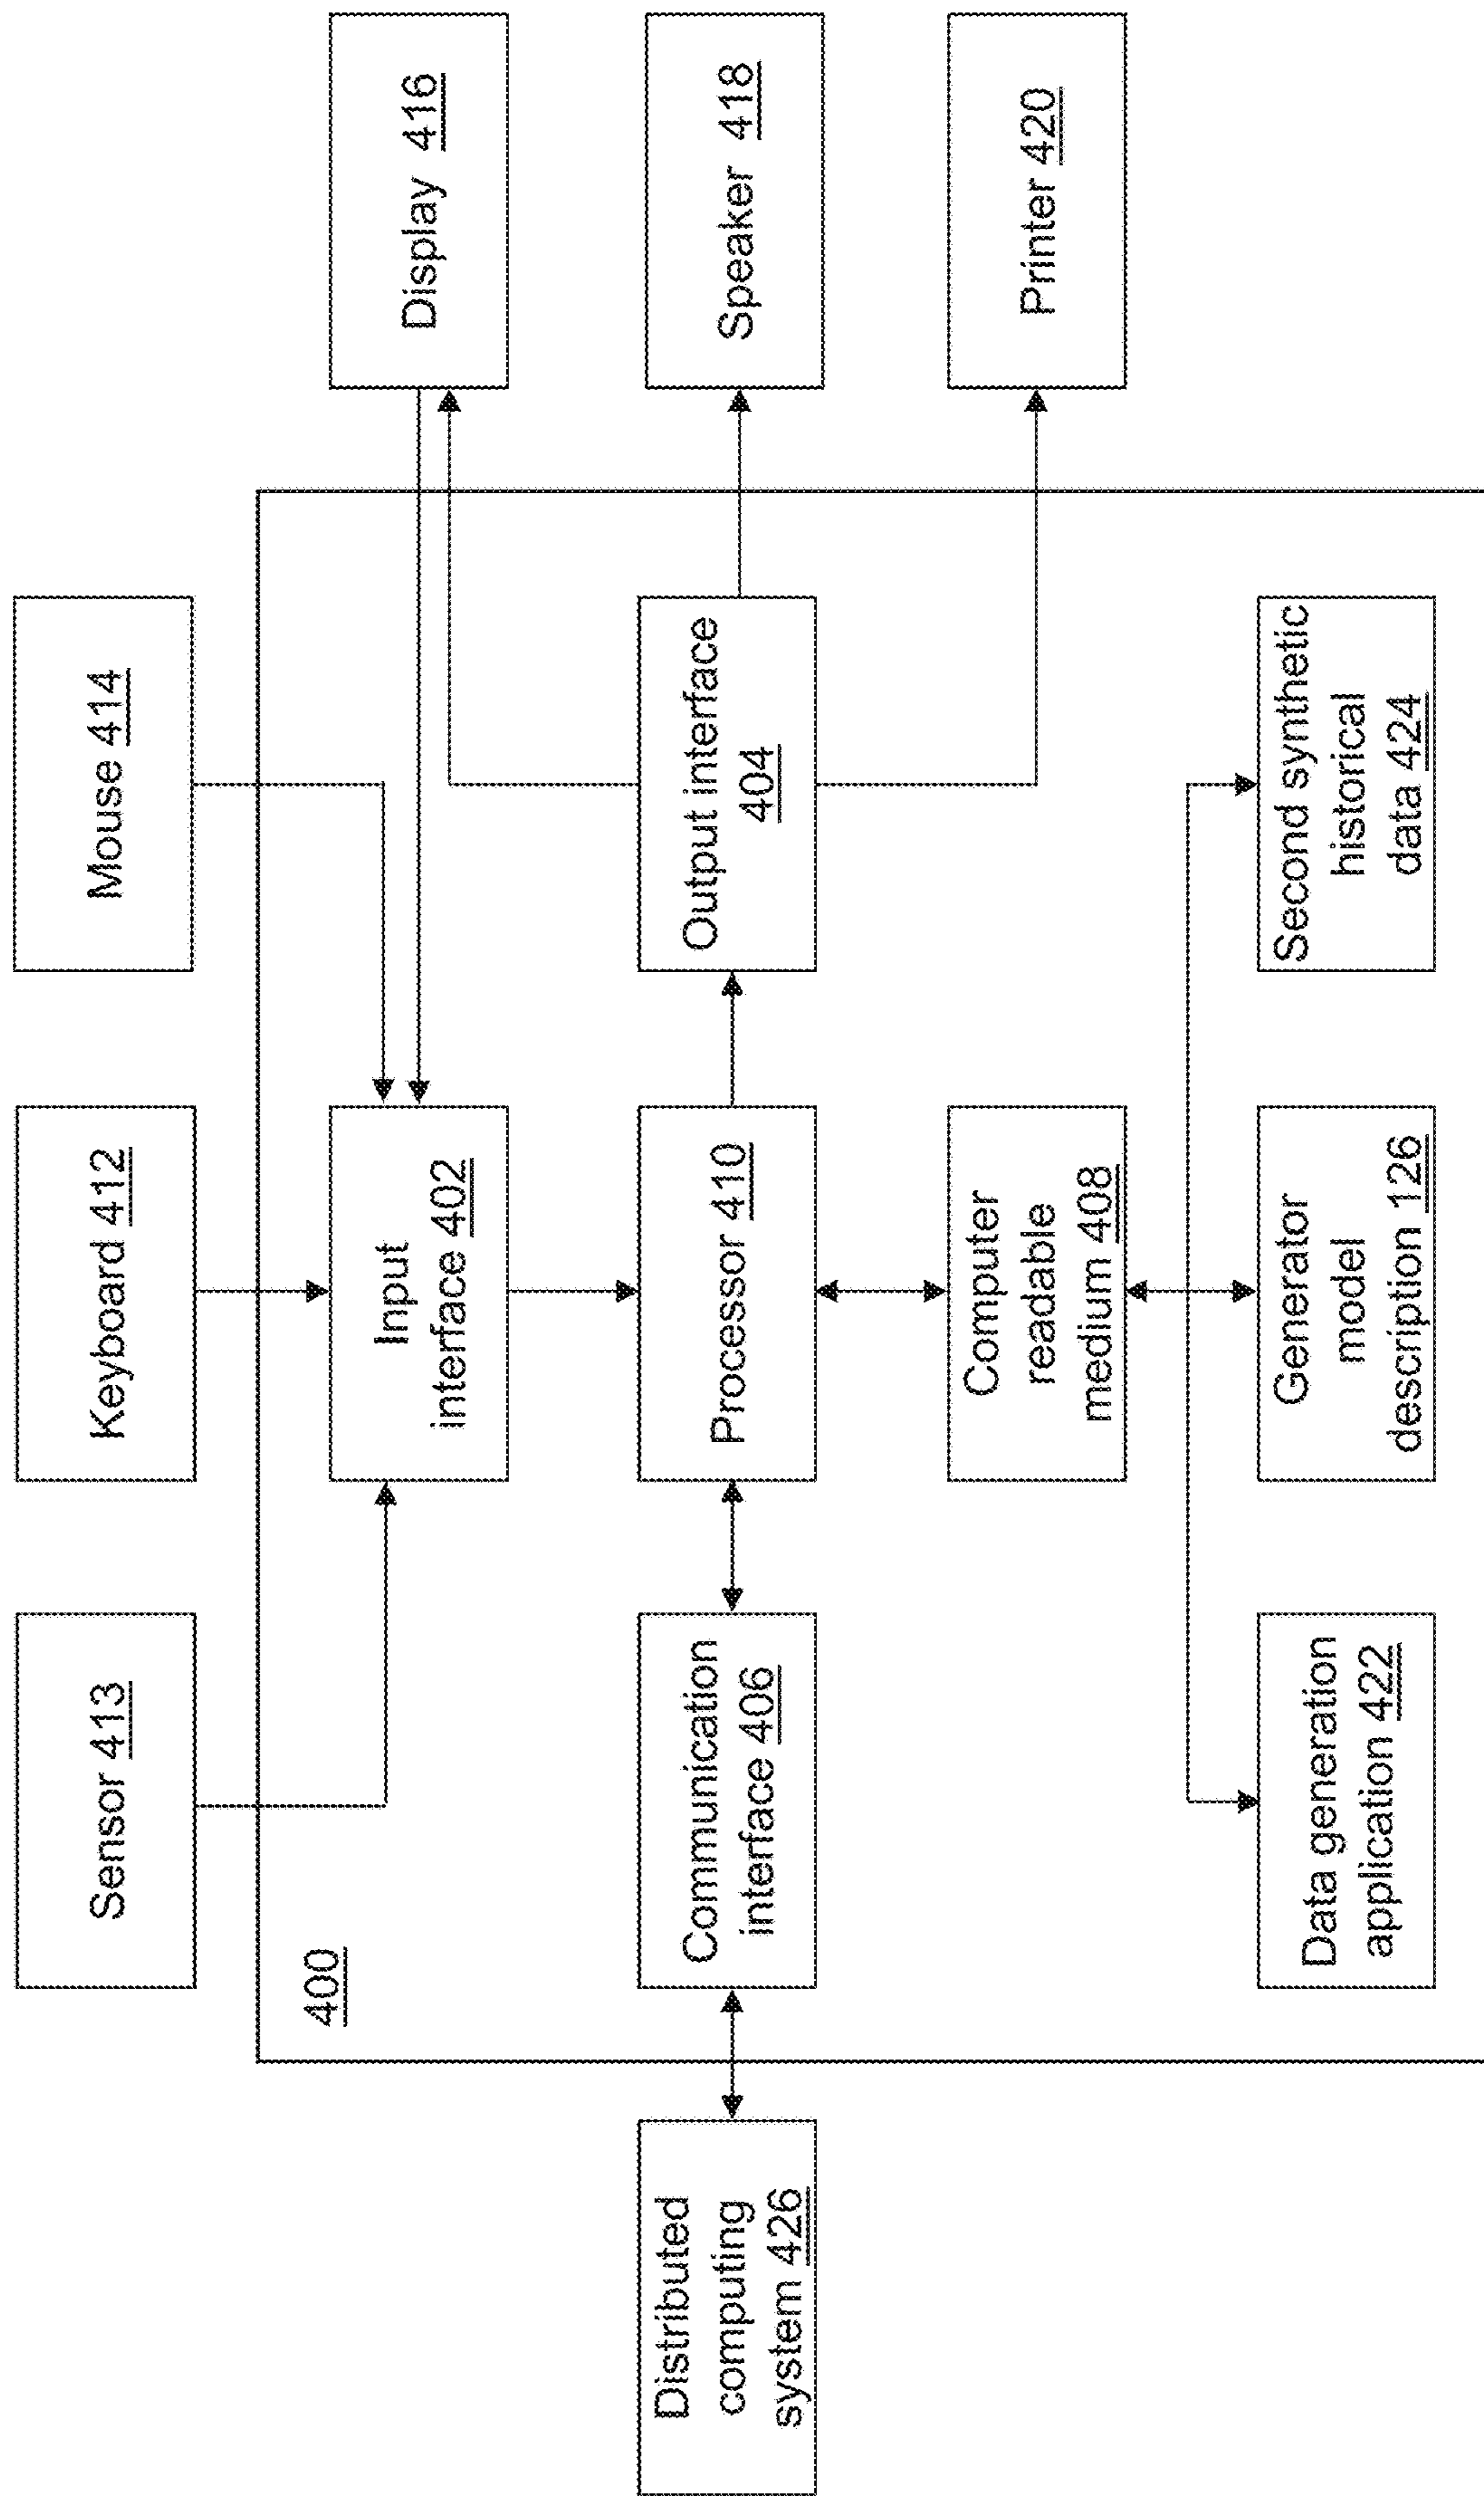 Sensor 413
Keyboard 412
Mouse 414
400
Input
interface 402
Display 416
Distributed
computing
system 426
Communication
interface 406
Processor 410
Output interface
404
Speaker 418
Computer
readable
medium 408
Printer 420
Data generation
application 422
Generator
model
description 126
Second synthetic
historical
data 424